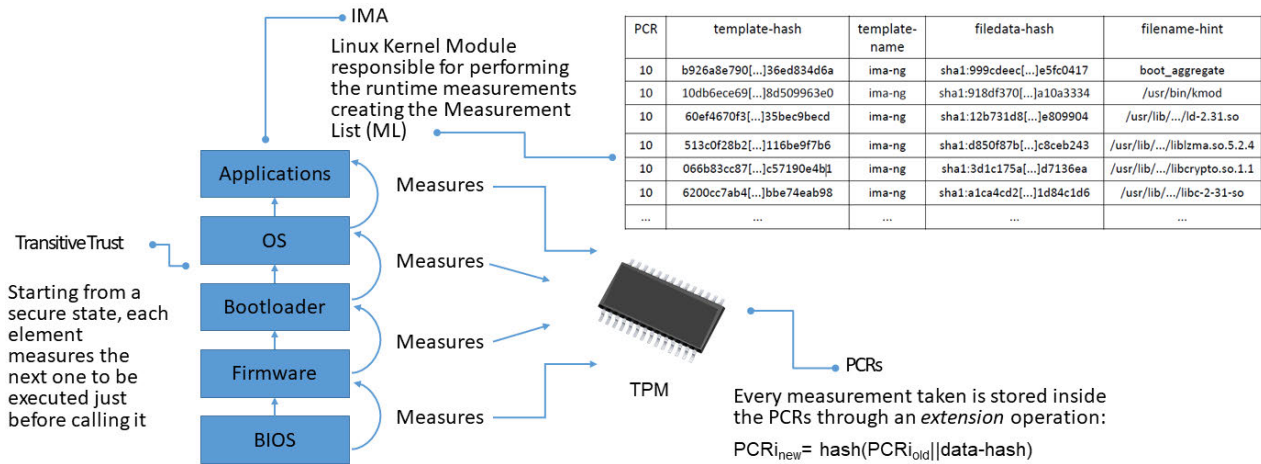 IMA
Linux Kernel Module
responsible for performing
the runtime measurements
creating the Measurement
List (ML)
PCR template-hash template-name filedata-hash filename-hint
10 b926a8e790[...]36ed834d6a ima-ng sha1:999cdeec[...]e5fc0417 boot_aggregate
10 10db6ece69[...]8d509963e0 ima-ng sha1:918df370[...]a10a3334 /usr/bin/kmod
10 60ef4670f3[...]35bec9becd ima-ng sha1:12b731d8[...]e809904 /usr/lib/.../ld-2.31.so
10 513c0f28b2[...]116be9f7b6 ima-ng sha1:d850f87b[...]c8ceb243 /usr/lib/.../liblzma.so.5.2.4
10 066b83cc87[...]c57190e4b1 ima-ng sha1:3d1c175a[...]d7136ea /usr/lib/.../libcrypto.so.1.1
10 6200cc7ab4[...]bbe74eab98 ima-ng sha1:a1ca4cd2[...]1d84c1d6 /usr/lib/.../libc-2-31-so
... ... ... ... ...
Applications
OS
Bootloader
Firmware
BIOS
Transitive Trust
Starting from a
secure state, each
element
measures the
next one to be
executed just
before calling it
Measures
Measures
Measures
Measures
TPM
PCRs
Every measurement taken is stored inside
the PCRs through an extension operation:
PCRinew= hash(PCRiold||data-hash)